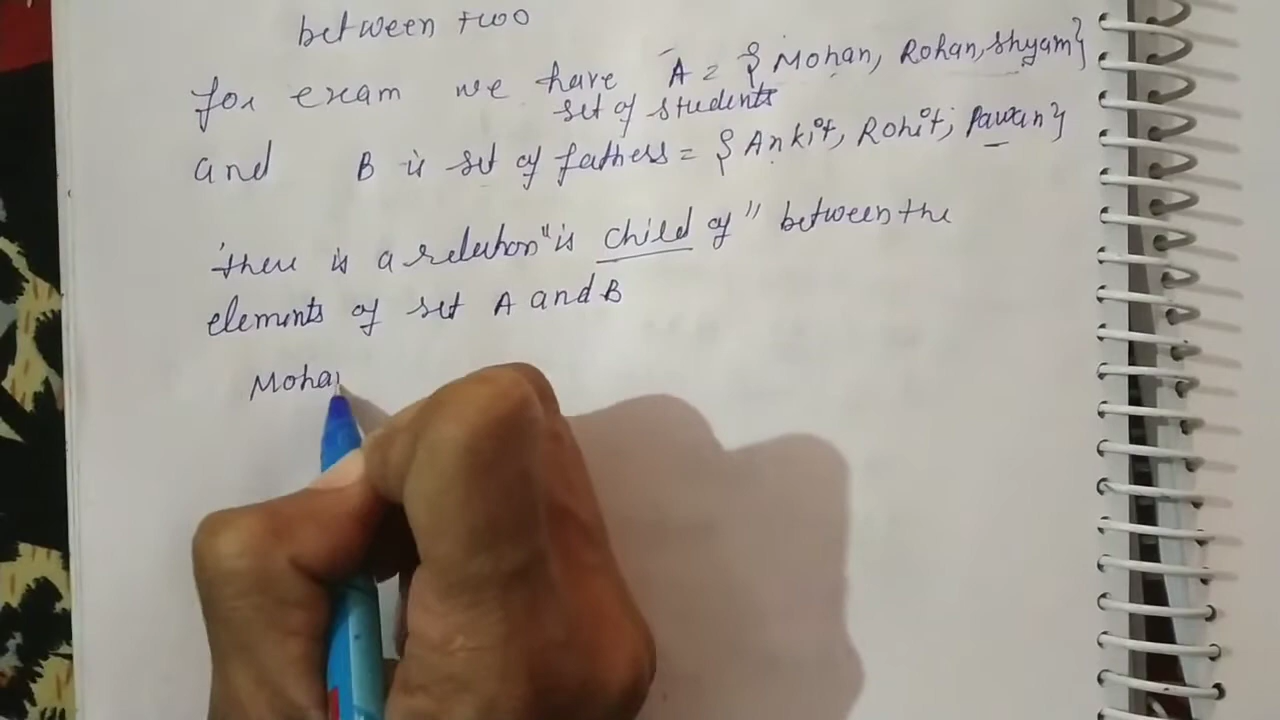 between two
for exam we have A = {Mohan, Rohan, Shyam}
set of students
and B is set of fathers = {Ankit, Rohit, Pawan}
there is a relation "is child of" between the
elements of set A and B
Mohan